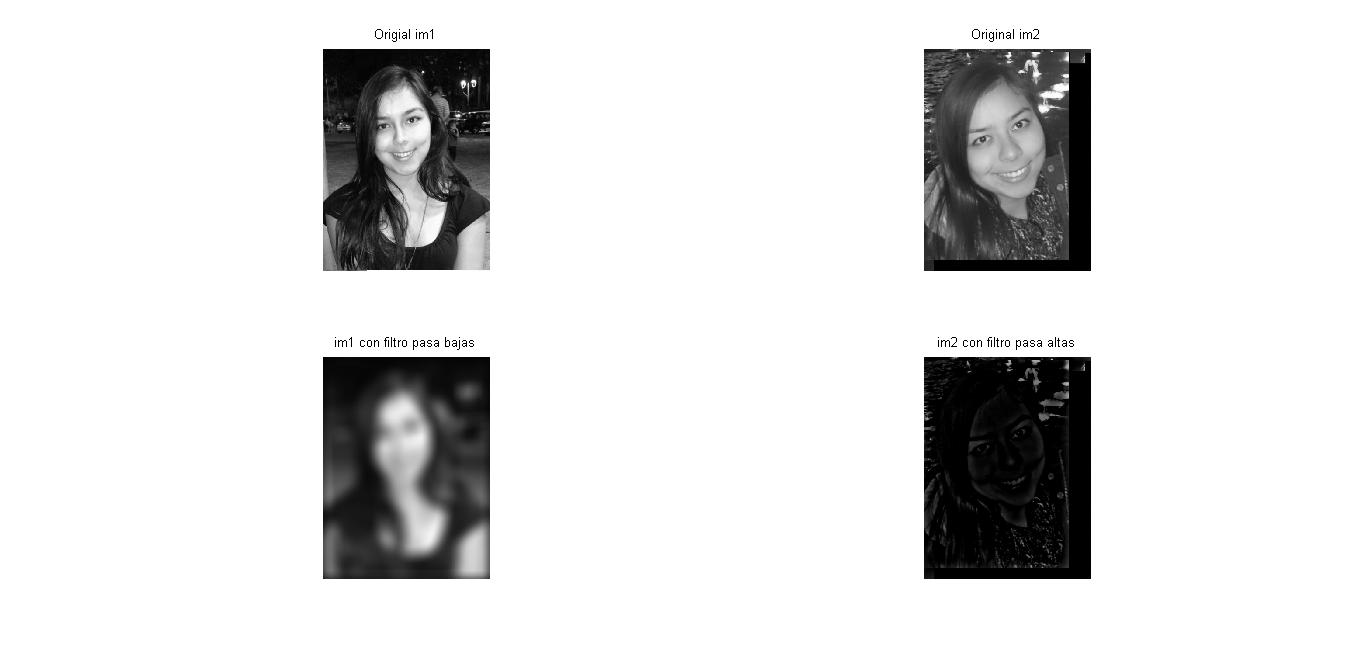 Origial im1
Original im2
im1 con filtro pasa bajas
im2 con filtro pasa altas